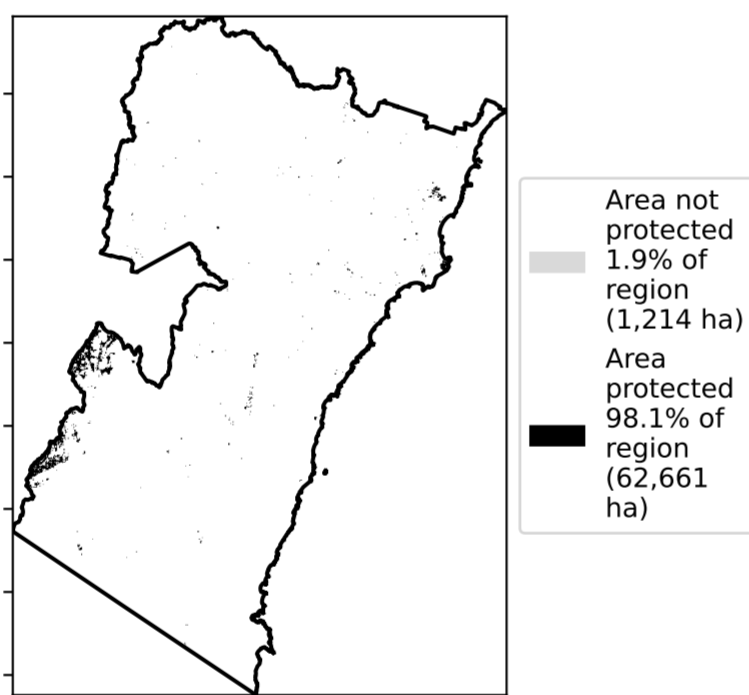 Area not
protected
1.9% of
region
(1,214 ha)
Area
protected
98.1% of
region
(62,661
ha)